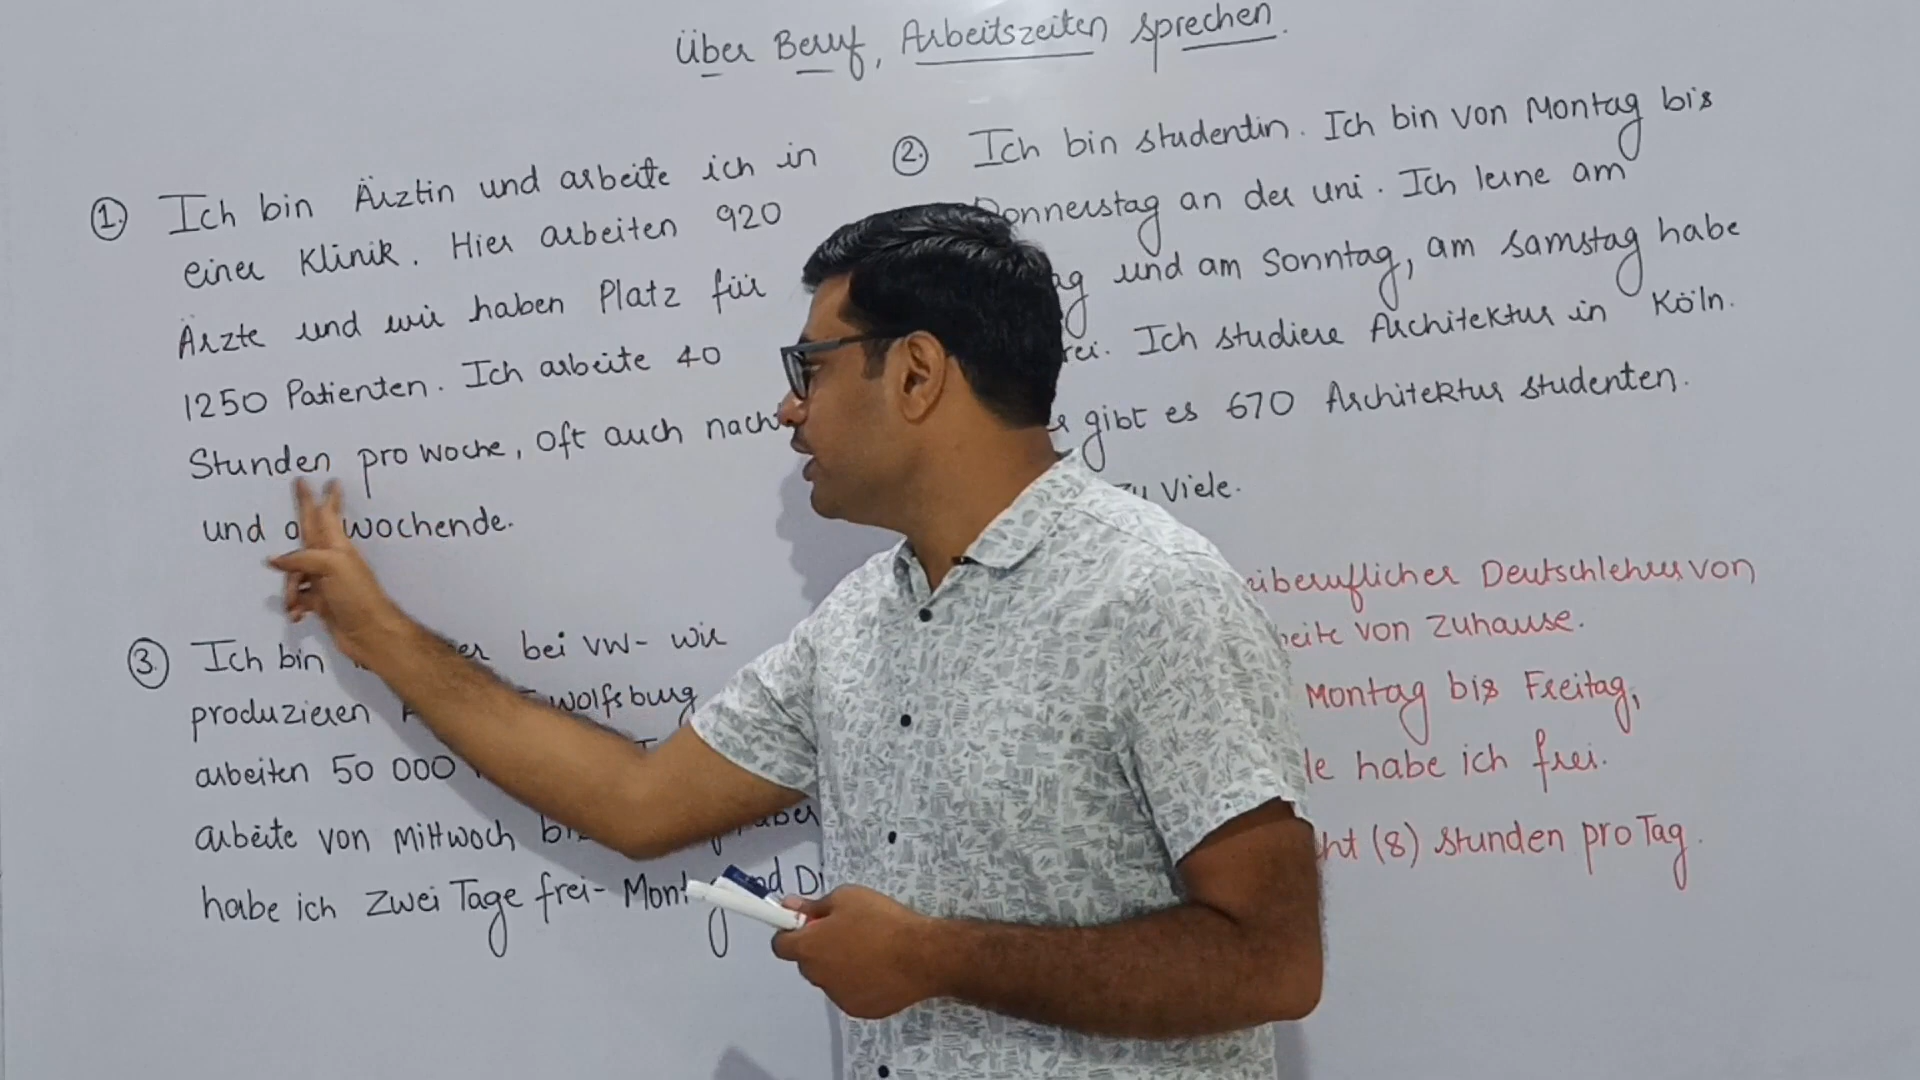 Über Beruf, Arbeitszeiten sprechen.
1. Ich bin Ärztin und arbeite ich in
einer Klinik. Hier arbeiten 920
Ärzte und wir haben Platz für
1250 Patienten. Ich arbeite 40
Stunden pro Woche, oft auch nach
und wochende.
2. Ich bin studentin. Ich bin von Montag bis
Donnerstag an der uni. Ich lerne am
und am Sonntag, am samstag habe
Ich studiere Architektur in Köln.
gibt es 670 Architektur studenten.
viele.
3. Ich bin bei VW- wir
produzieren Wolfsburg
arbeiten 50 000
arbeite von Mittwoch
habe ich zwei Tage frei-
Deutschlehrer von
von zuhause.
Montag bis Freitag,
habe ich frei.
(8) stunden pro Tag.